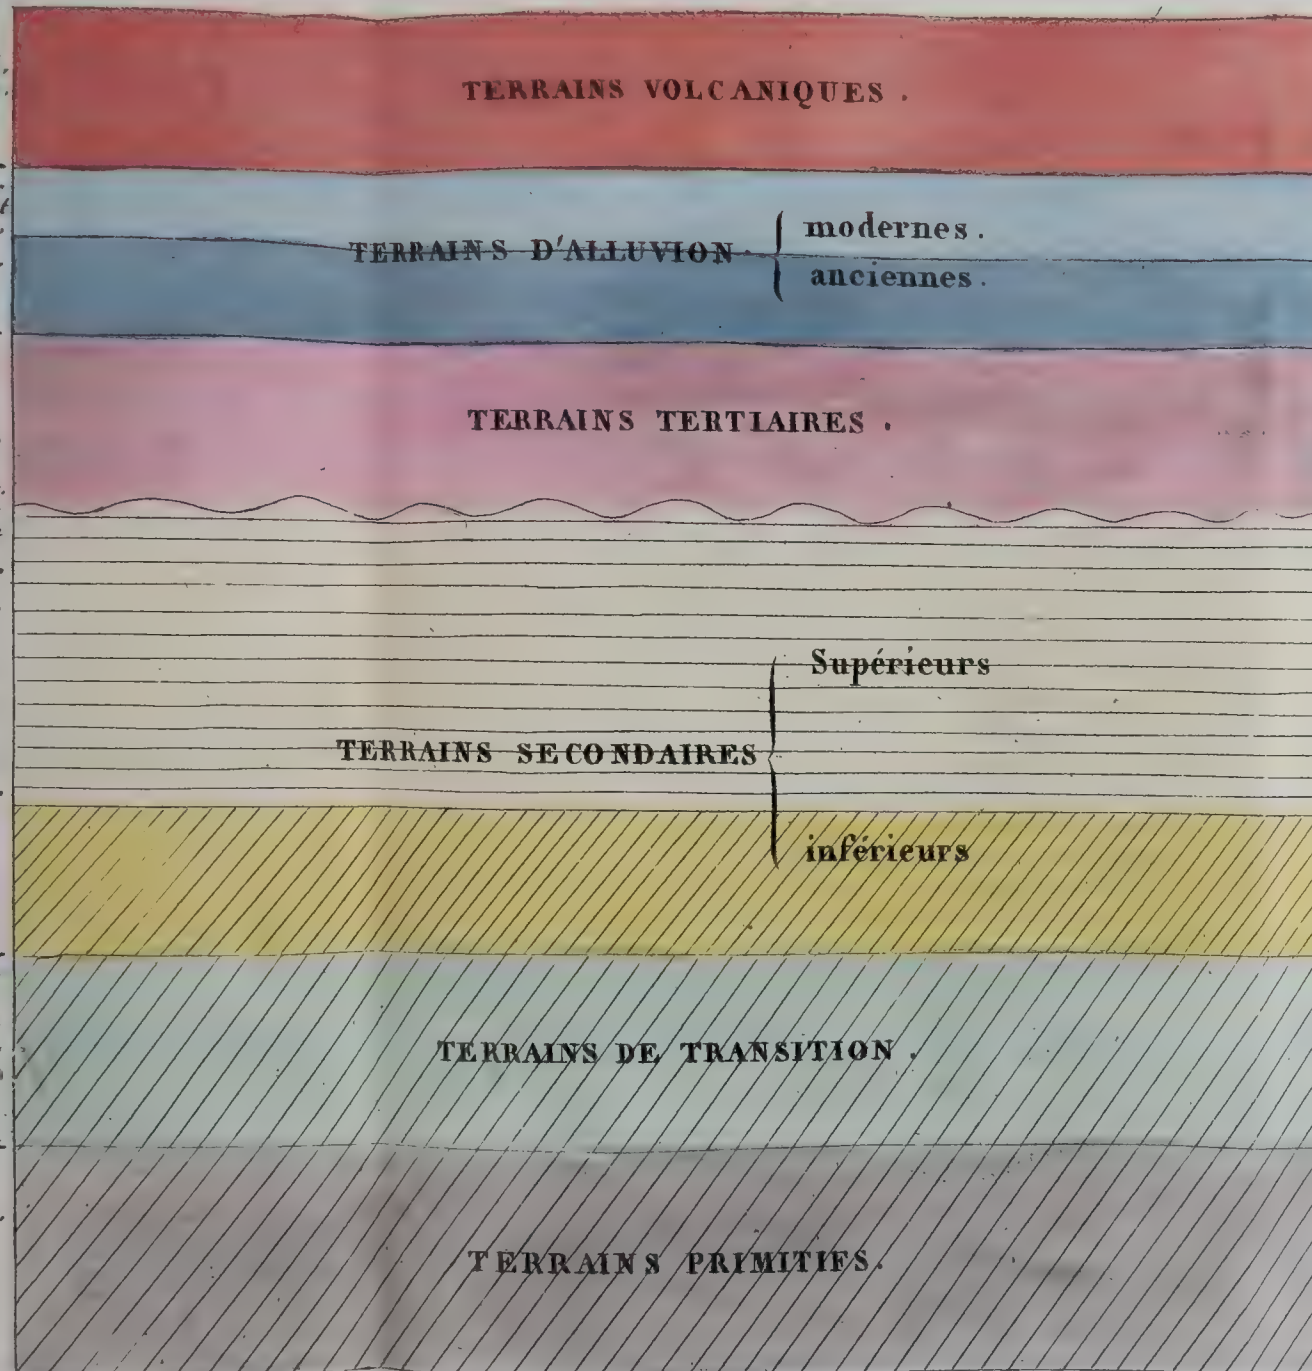 TERRAINS VOLCANIQUES .
TERRAINS D'ALLUVION .
modernes .
anciennes .
TERRAINS TERTIAIRES .
Supérieurs
TERRAINS SECONDAIRES
inférieurs
TERRAINS DE TRANSITION .
TERRAINS PRIMITIFS.